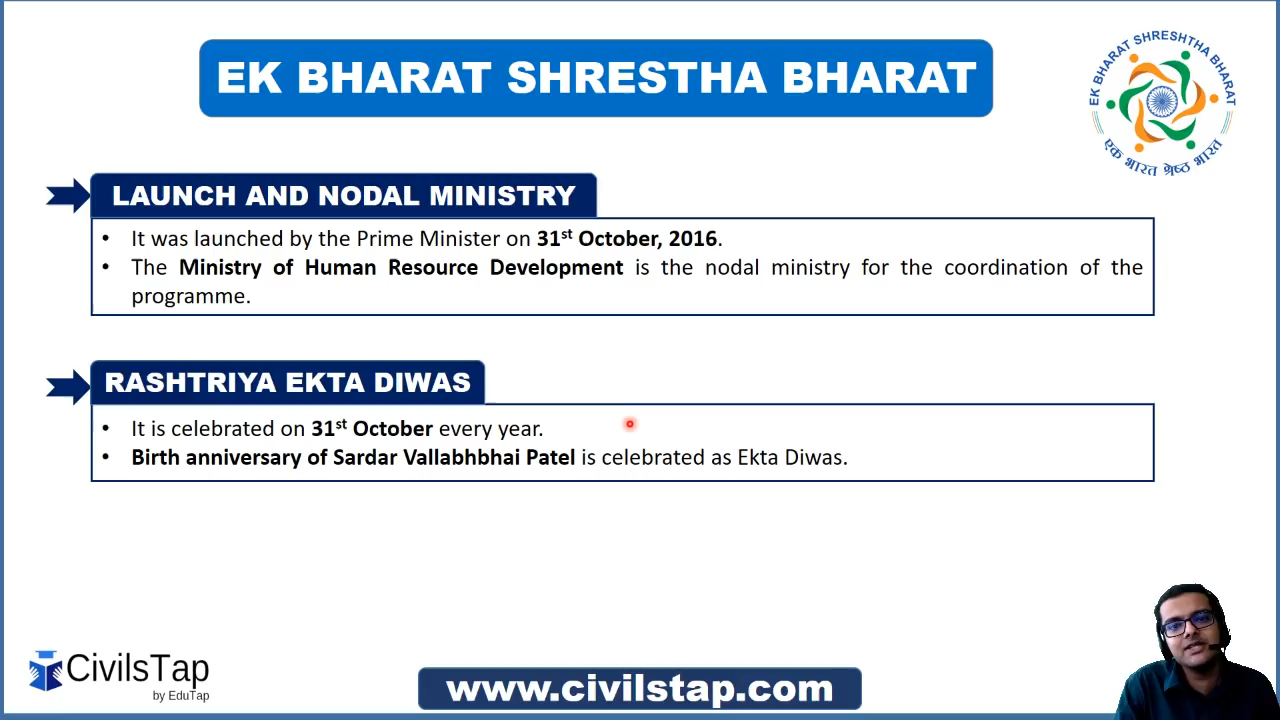 EK BHARAT SHRESTHA BHARAT
EK BHARAT SHRESHTHA BHARAT
एक भारत श्रेष्ठ भारत
LAUNCH AND NODAL MINISTRY
• It was launched by the Prime Minister on 31st October, 2016.
• The Ministry of Human Resource Development is the nodal ministry for the coordination of the
programme.
RASHTRIYA EKTA DIWAS
• It is celebrated on 31st October every year.
• Birth anniversary of Sardar Vallabhbhai Patel is celebrated as Ekta Diwas.
CivilsTap
by EduTap
www.civilstap.com